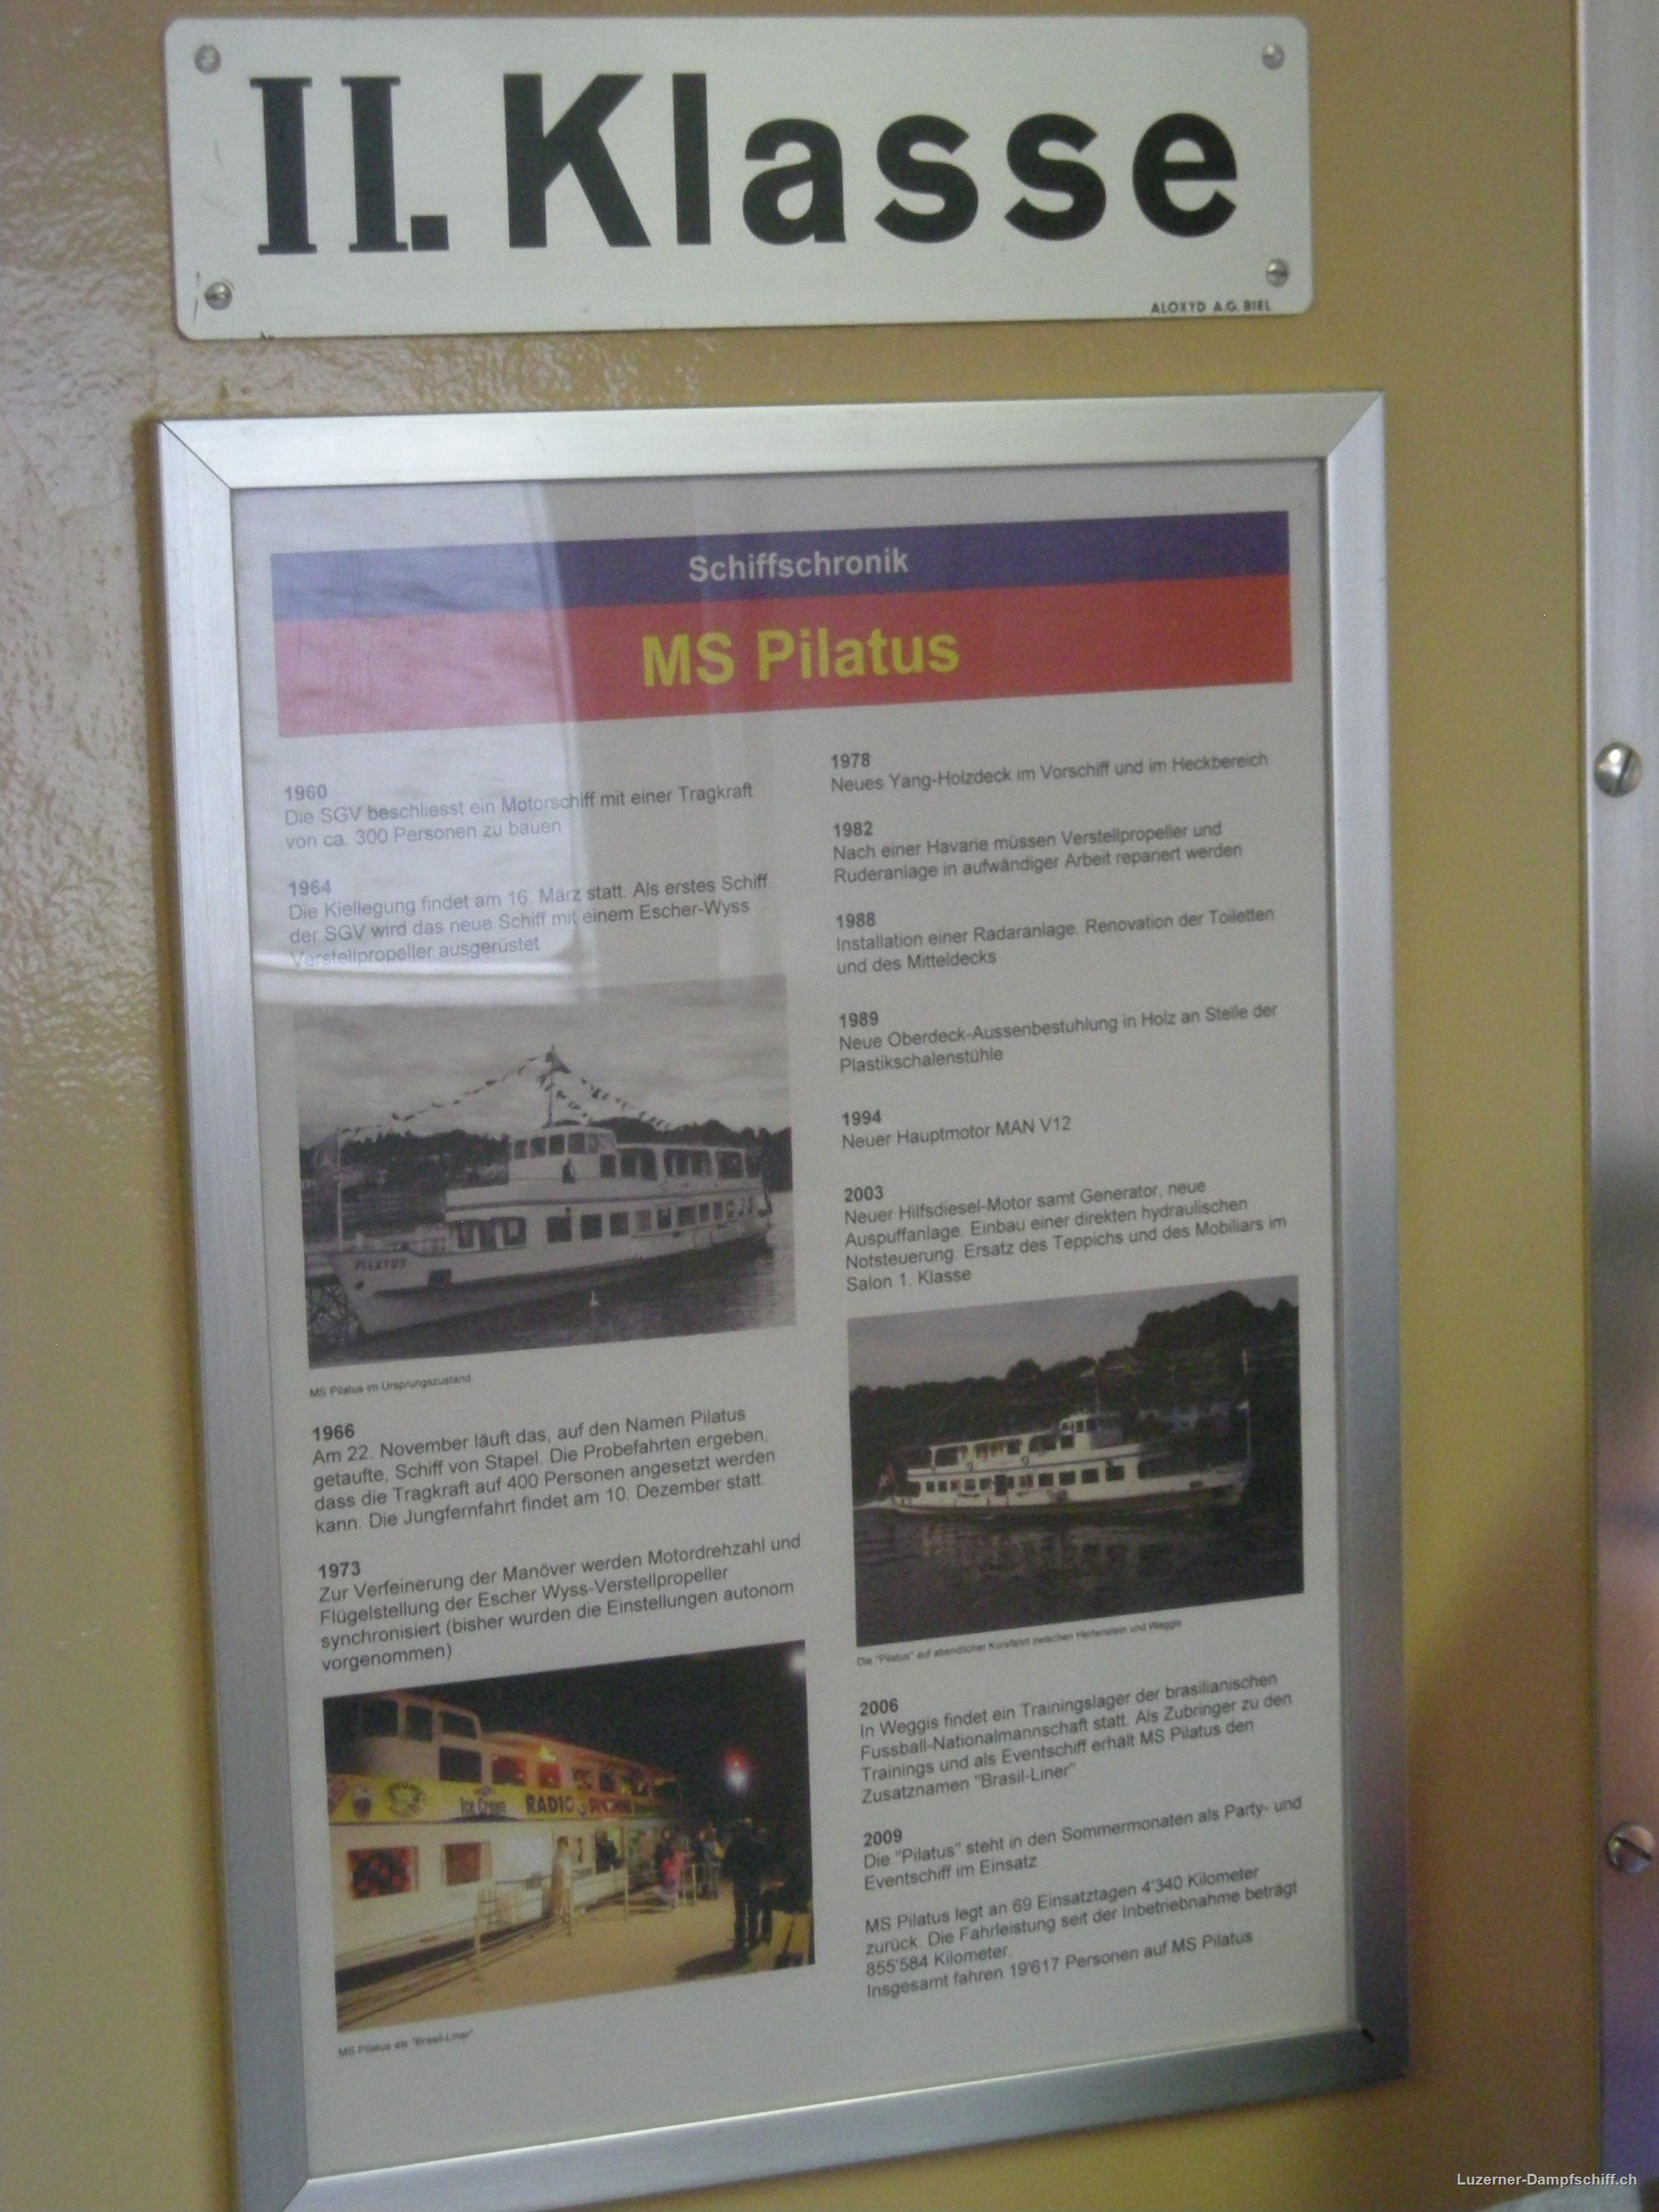 II. Klasse
ALOXYD A.G. BIEL
Schiffschronik
MS Pilatus
1960
Die SGV beschliesst ein Motorschiff mit einer Tragkraft
von ca. 300 Personen zu bauen
1964
Die Kiellegung findet am 16. März statt. Als erstes Schiff
der SGV wird das neue Schiff mit einem Escher-Wyss
Verstellpropeller ausgerüstet
PILATUS
MS Pilatus im Ursprungszustand
1966
Am 22. November läuft das, auf den Namen Pilatus
getaufte, Schiff von Stapel. Die Probefahrten ergeben,
dass die Tragkraft auf 400 Personen angesetzt werden
kann. Die Jungfernfahrt findet am 10. Dezember statt.
1973
Zur Verfeinerung der Manöver werden Motordrehzahl und
Flügelstellung der Escher Wyss-Verstellpropeller
synchronisiert (bisher wurden die Einstellungen autonom
vorgenommen)
Ice Cream RADIO
MS Pilatus als "Brasil-Liner"
1978
Neues Yang-Holzdeck im Vorschiff und im Heckbereich
1982
Nach einer Havarie müssen Verstellpropeller und
Ruderanlage in aufwändiger Arbeit repariert werden
1988
Installation einer Radaranlage. Renovation der Toiletten
und des Mitteldecks
1989
Neue Oberdeck-Aussenbestuhlung in Holz an Stelle der
Plastikschalenstühle
1994
Neuer Hauptmotor MAN V12
2003
Neuer Hilfsdiesel-Motor samt Generator, neue
Auspuffanlage. Einbau einer direkten hydraulischen
Notsteuerung. Ersatz des Teppichs und des Mobiliars im
Salon 1. Klasse
Die "Pilatus" auf abendlicher Kursfahrt zwischen Hertenstein und Weggis
2006
In Weggis findet ein Trainingslager der brasilianischen
Fussball-Nationalmannschaft statt. Als Zubringer zu den
Trainings und als Eventschiff erhält MS Pilatus den
Zusatznamen "Brasil-Liner"
2009
Die "Pilatus" steht in den Sommermonaten als Party- und
Eventschiff im Einsatz
MS Pilatus legt an 69 Einsatztagen 4'340 Kilometer
zurück. Die Fahrleistung seit der Inbetriebnahme beträgt
855'584 Kilometer.
Insgesamt fahren 19'617 Personen auf MS Pilatus
Luzerner-Dampfschiff.ch